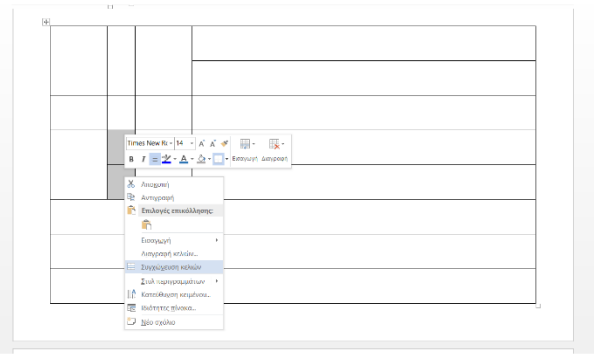 Times New Ro 14
B I
Εισαγωγή Διαγραφή
Αποκοπή
Αντιγραφή
Επιλογές επικόλλησης:
Εισαγωγή
Διαγραφή κελιών...
Συγχώνευση κελιών
Στυλ περιγραμμάτων
Κατεύθυνση κειμένου...
Ιδιότητες πίνακα...
Νέο σχόλιο